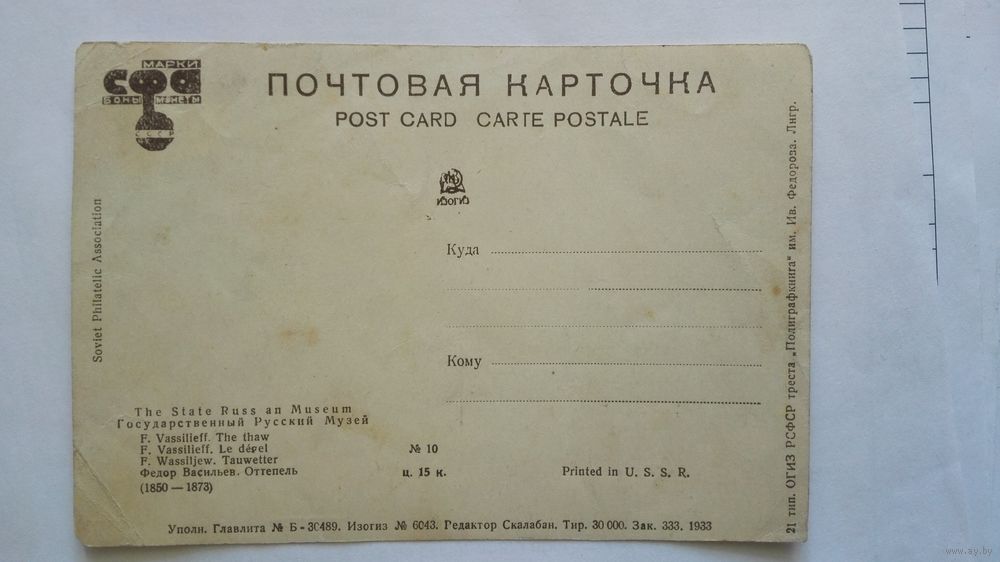 МАРКИ
СФА
БОНЫ МОНЕТЫ
СССР
ПОЧТОВАЯ КАРТОЧКА
POST CARD CARTE POSTALE
ИЗОГИЗ
Soviet Philatelic Association
Куда
Кому
The State Russ an Museum
Государственный Русский Музей
F. Vassilieff. The thaw
F. Vassilieff. Le dégel
F. Wassiljew. Tauwetter
Федор Васильев. Оттепель
(1850 — 1873)
№ 10
ц. 15 к.
Printed in U. S. S. R.
Уполн. Главлита № Б - 30489. Изогиз № 6043. Редактор Скалабан. Тир. 30 000. Зак. 333. 1933
21 тип. ОГИЗ РСФСР треста „Полиграфкнига" им. Ив. Федорова. Лнгр.
www.ay.by